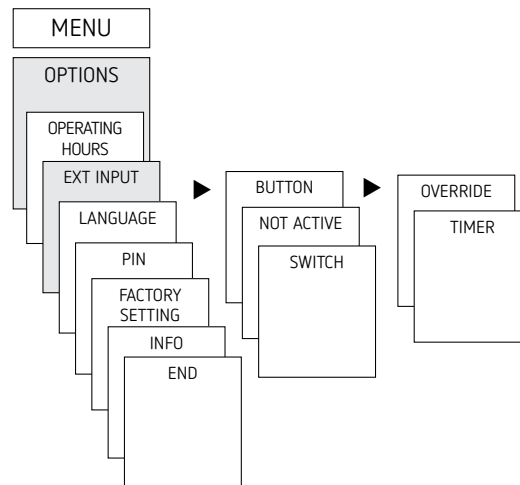 MENU
OPTIONS
OPERATING
HOURS
EXT INPUT
LANGUAGE
PIN
FACTORY
SETTING
INFO
END
BUTTON
NOT ACTIVE
SWITCH
OVERRIDE
TIMER